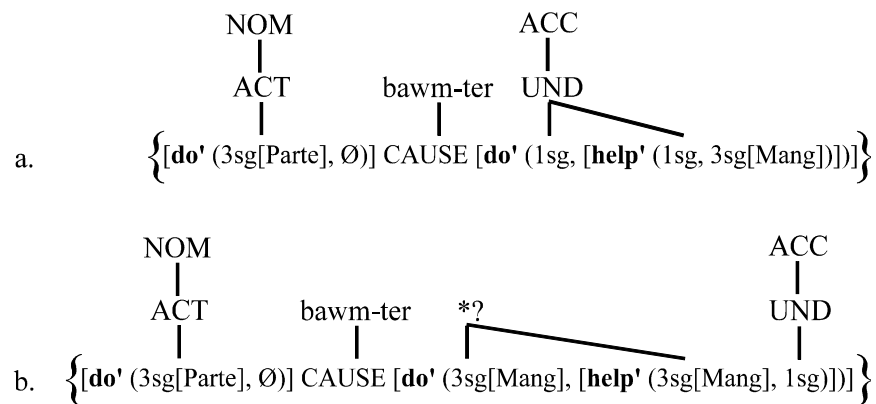 NOM ACC
ACT bawm-ter UND
a. {[do' (3sg[Parte], Ø)] CAUSE [do' (1sg, [help' (1sg, 3sg[Mang])])]}
NOM ACC
ACT bawm-ter *? UND
b. {[do' (3sg[Parte], Ø)] CAUSE [do' (3sg[Mang], [help' (3sg[Mang], 1sg)])]}